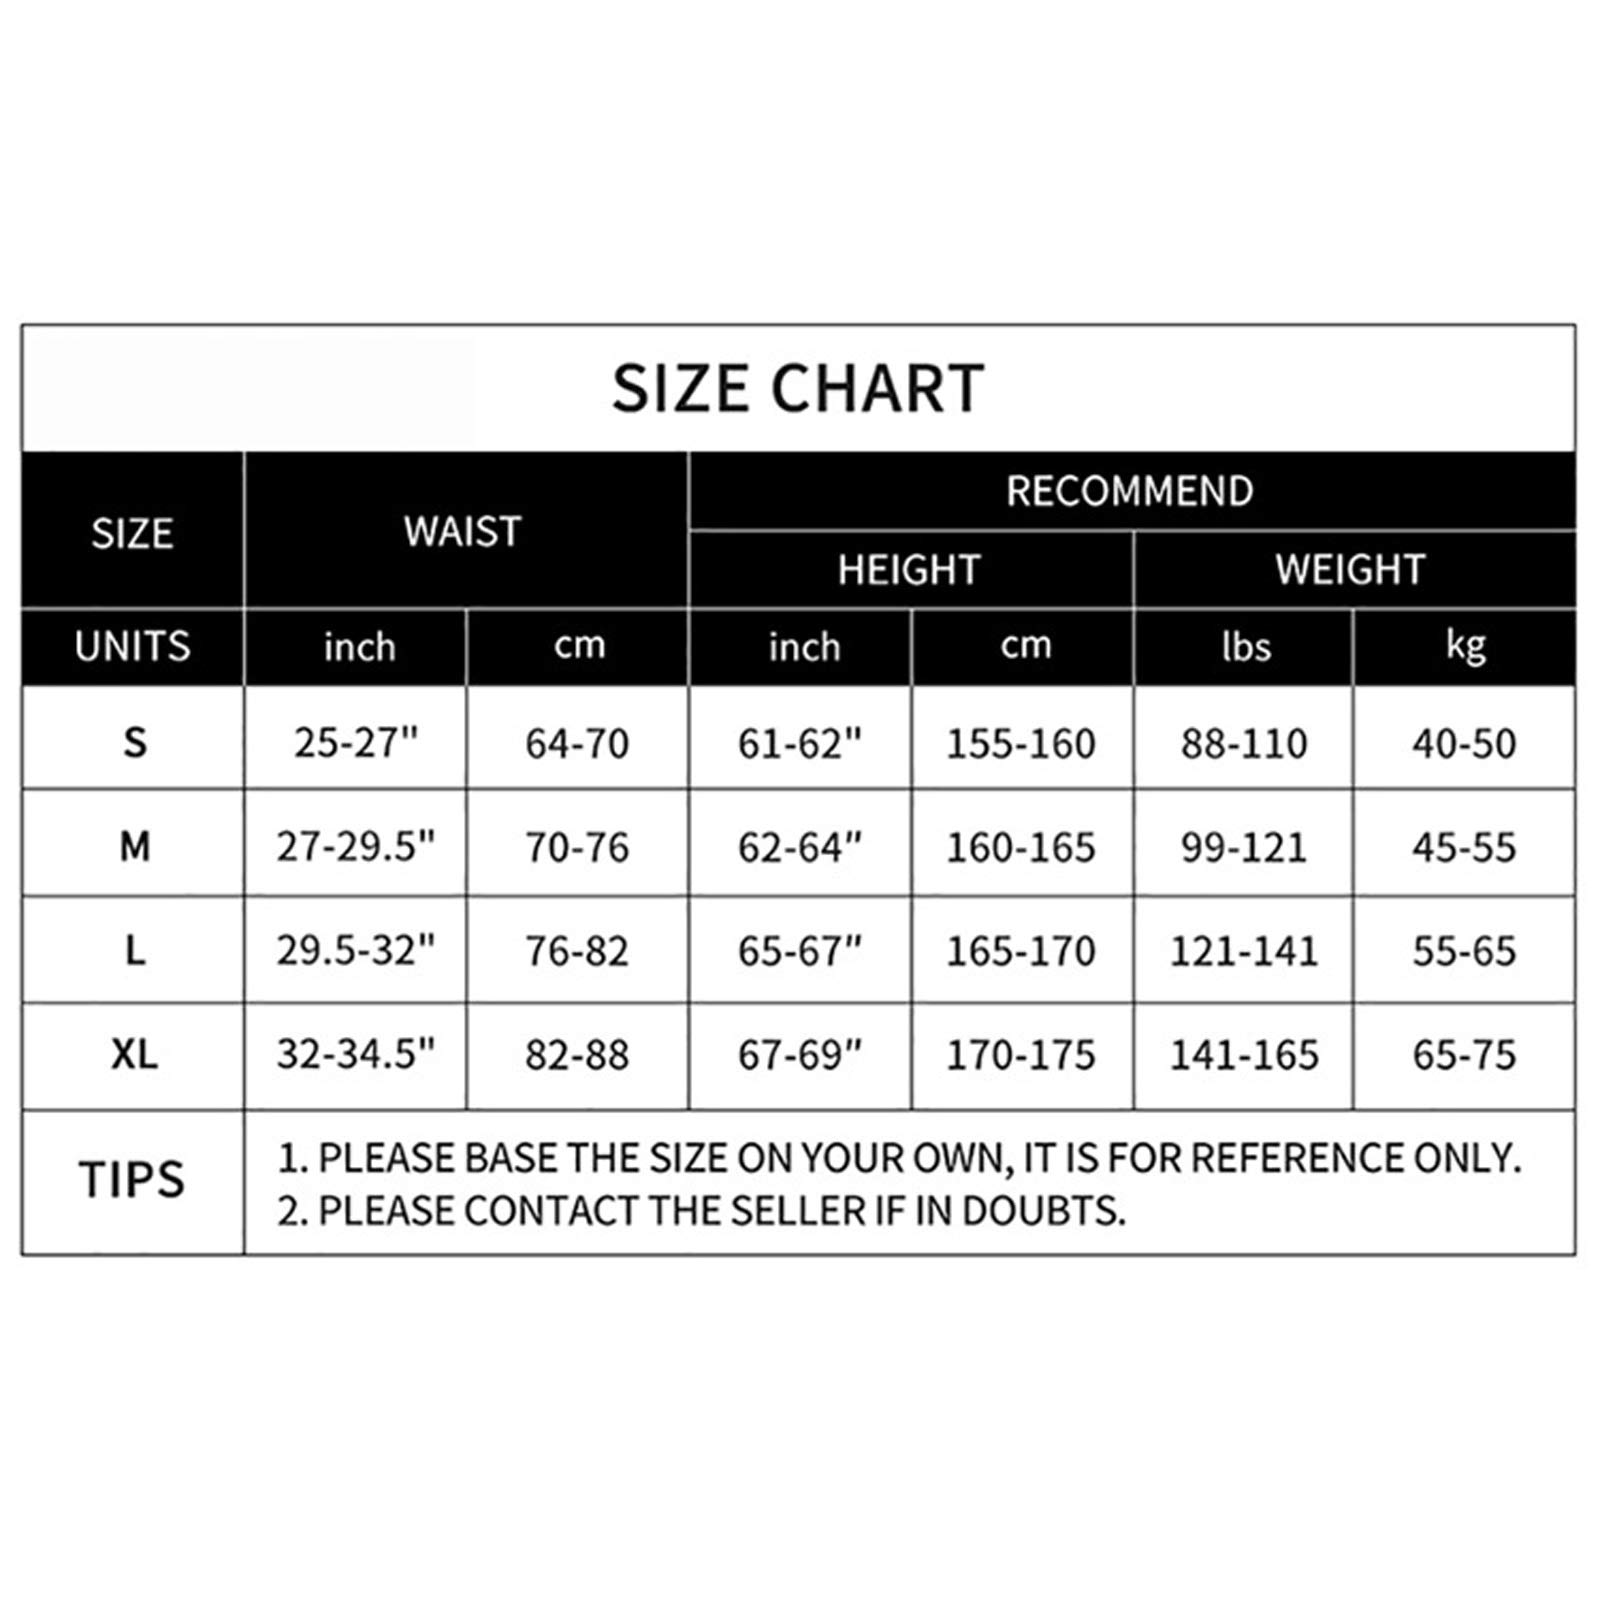 SIZE CHART
SIZE WAIST RECOMMEND
HEIGHT WEIGHT
UNITS inch cm inch cm lbs kg
S 25-27" 64-70 61-62" 155-160 88-110 40-50
M 27-29.5" 70-76 62-64" 160-165 99-121 45-55
L 29.5-32" 76-82 65-67" 165-170 121-141 55-65
XL 32-34.5" 82-88 67-69" 170-175 141-165 65-75
TIPS 1. PLEASE BASE THE SIZE ON YOUR OWN, IT IS FOR REFERENCE ONLY.
2. PLEASE CONTACT THE SELLER IF IN DOUBTS.